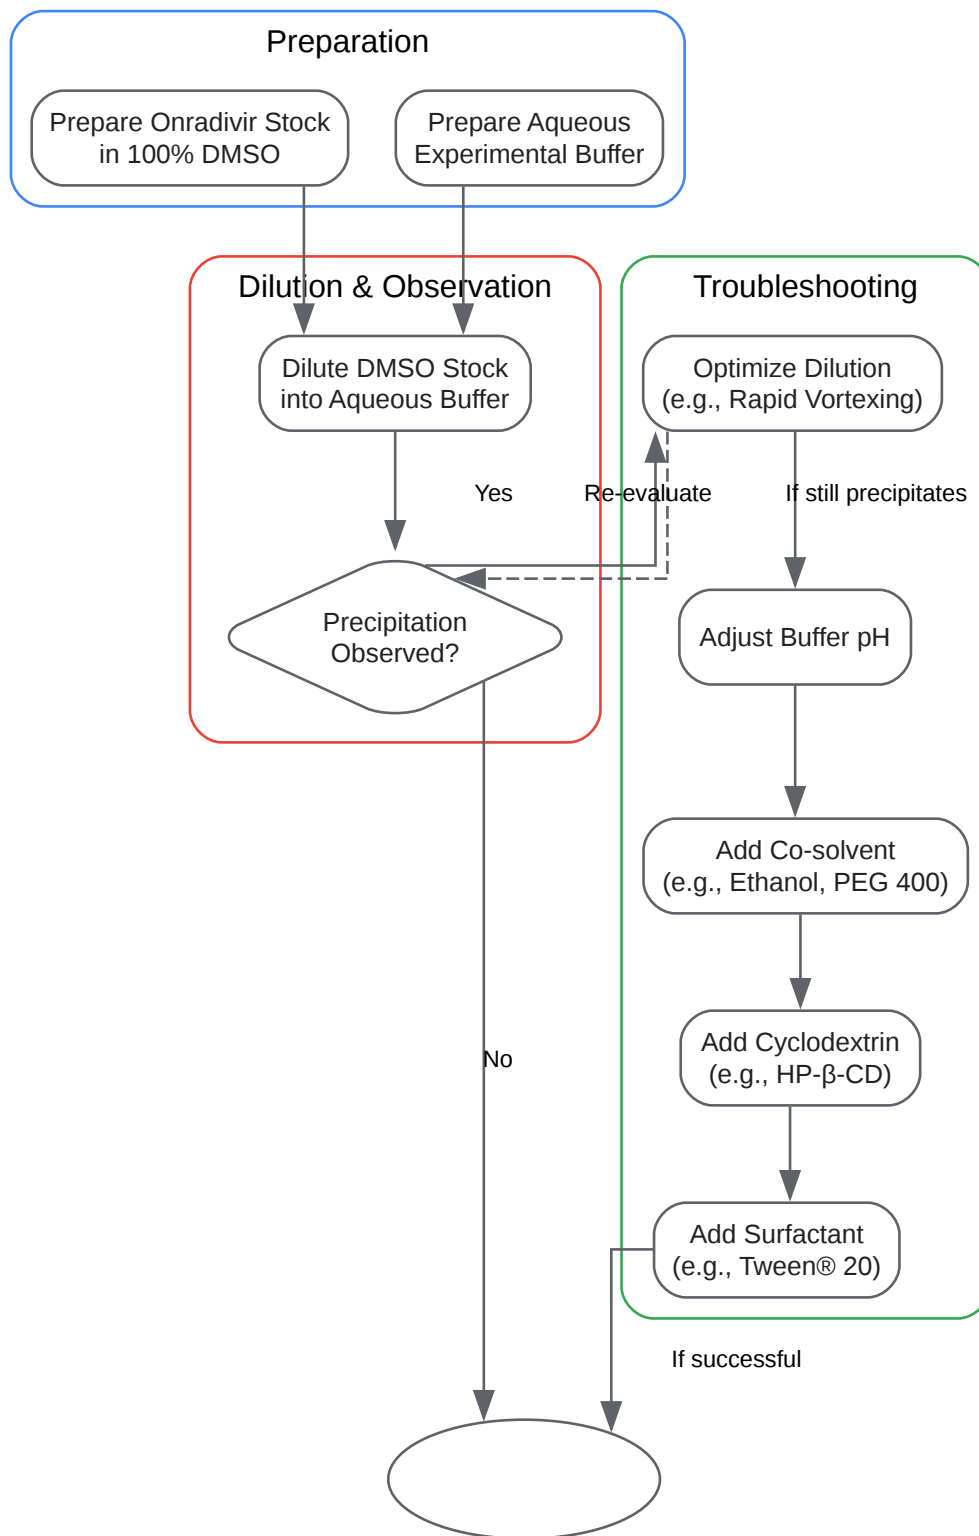 Preparation
Prepare Onradivir Stock
in 100% DMSO
Prepare Aqueous
Experimental Buffer
Dilution & Observation
Dilute DMSO Stock
into Aqueous Buffer
Yes
Precipitation
Observed?
No
Troubleshooting
Optimize Dilution
(e.g., Rapid Vortexing)
Re-evaluate
If still precipitates
Adjust Buffer pH
Add Co-solvent
(e.g., Ethanol, PEG 400)
Add Cyclodextrin
(e.g., HP-β-CD)
Add Surfactant
(e.g., Tween® 20)
If successful